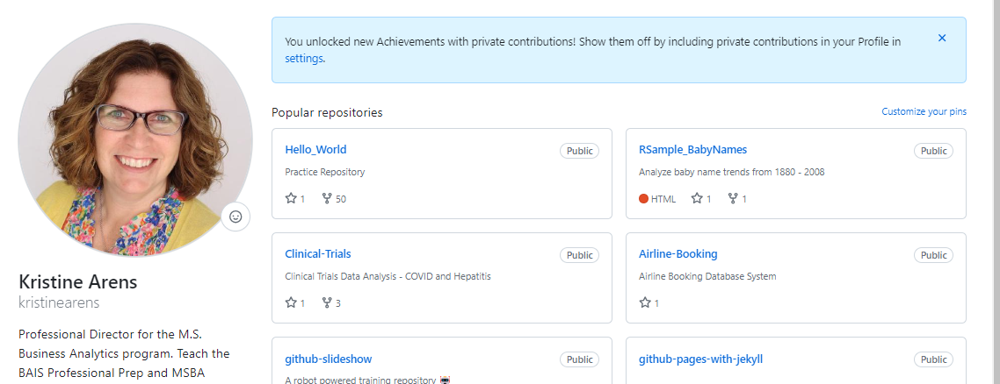 You unlocked new Achievements with private contributions! Show them off by including private contributions in your Profile in
settings.
Popular repositories
Customize your pins
Hello_World
Public
Practice Repository
1
50
RSample_BabyNames
Public
Analyze baby name trends from 1880 - 2008
HTML
1
1
Clinical-Trials
Public
Clinical Trials Data Analysis - COVID and Hepatitis
1
3
Airline-Booking
Public
Airline Booking Database System
1
github-slideshow
Public
A robot powered training repository
github-pages-with-jekyll
Public
Kristine Arens
kristinearens
Professional Director for the M.S.
Business Analytics program. Teach the
BAIS Professional Prep and MSBA